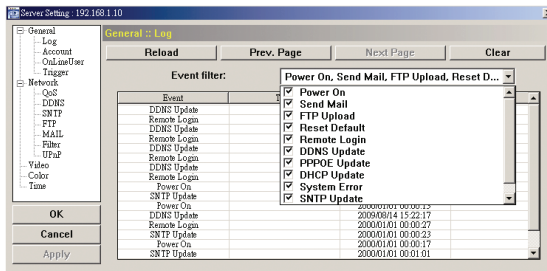 Server Setting : 192.168.1.10
General
Log
Account
OnLineUser
Trigger
Network
QoS
DDNS
SNTP
FTP
MAIL
Filter
UPnP
Video
Color
Time
OK
Cancel
Apply
General :: Log
Reload Prev. Page Next Page Clear
Event filter: Power On, Send Mail, FTP Upload, Reset D...
Power On
Send Mail
FTP Upload
Reset Default
Remote Login
DDNS Update
PPPOE Update
DHCP Update
System Error
SNTP Update
Event T
DDNS Update
Remote Login
DDNS Update
Remote Login
DDNS Update
Remote Login
DDNS Update
Power On
SNTP Update
Power On 2000/01/01 00:00:15
DDNS Update 2009/08/14 15:22:17
Remote Login 2000/01/01 00:00:27
SNTP Update 2000/01/01 00:00:23
Power On 2000/01/01 00:00:17
SNTP Update 2000/01/01 00:01:01